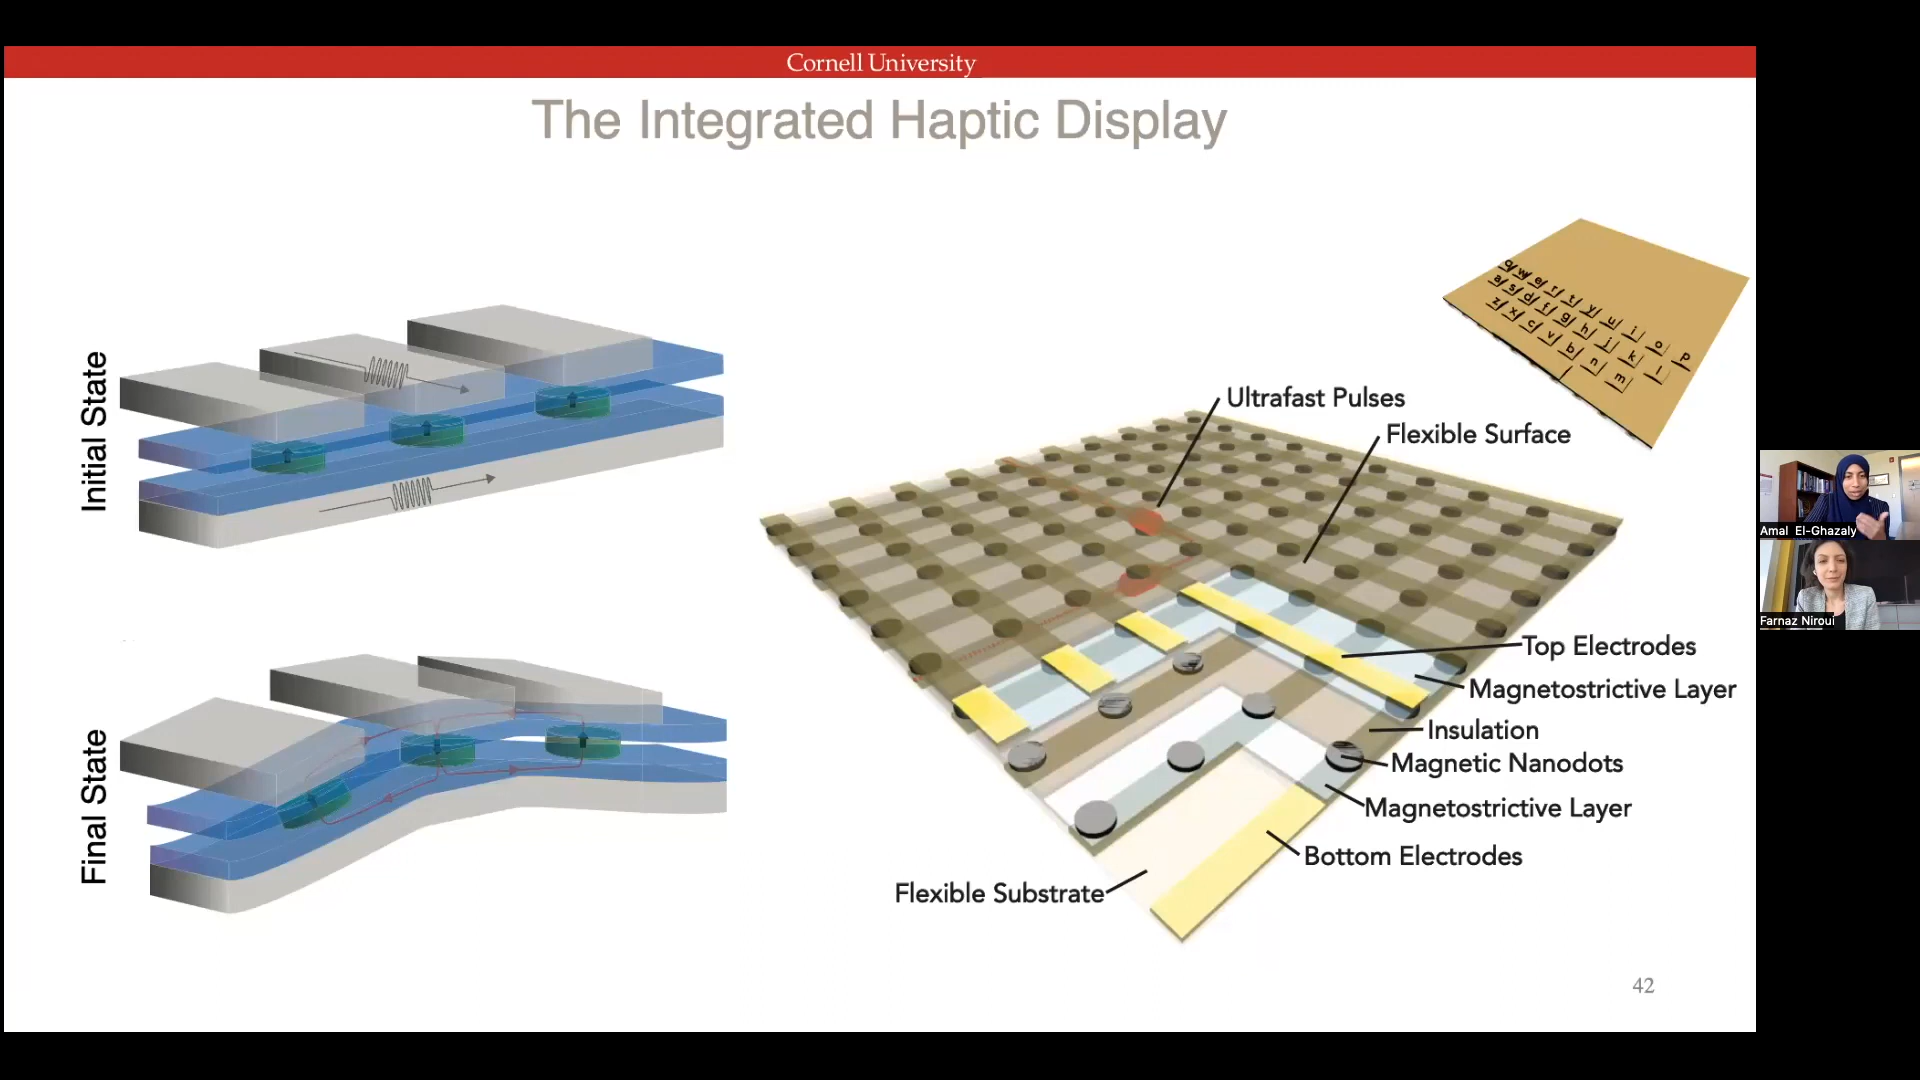 Cornell University
The Integrated Haptic Display
Initial State
Final State
q w e r t y u i o p
a s d f g h j k l
z x c v b n m
Ultrafast Pulses
Flexible Surface
Top Electrodes
Magnetostrictive Layer
Insulation
Magnetic Nanodots
Magnetostrictive Layer
Bottom Electrodes
Flexible Substrate
42
Amal El-Ghazaly
Farnaz Niroui